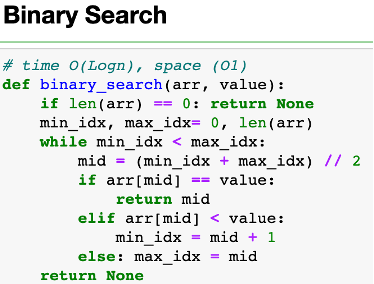 Binary Search
# time O(Logn), space (O1)
def binary_search(arr, value):
    if len(arr) == 0: return None
    min_idx, max_idx= 0, len(arr)
    while min_idx < max_idx:
        mid = (min_idx + max_idx) // 2
        if arr[mid] == value:
            return mid
        elif arr[mid] < value:
            min_idx = mid + 1
        else: max_idx = mid
    return None